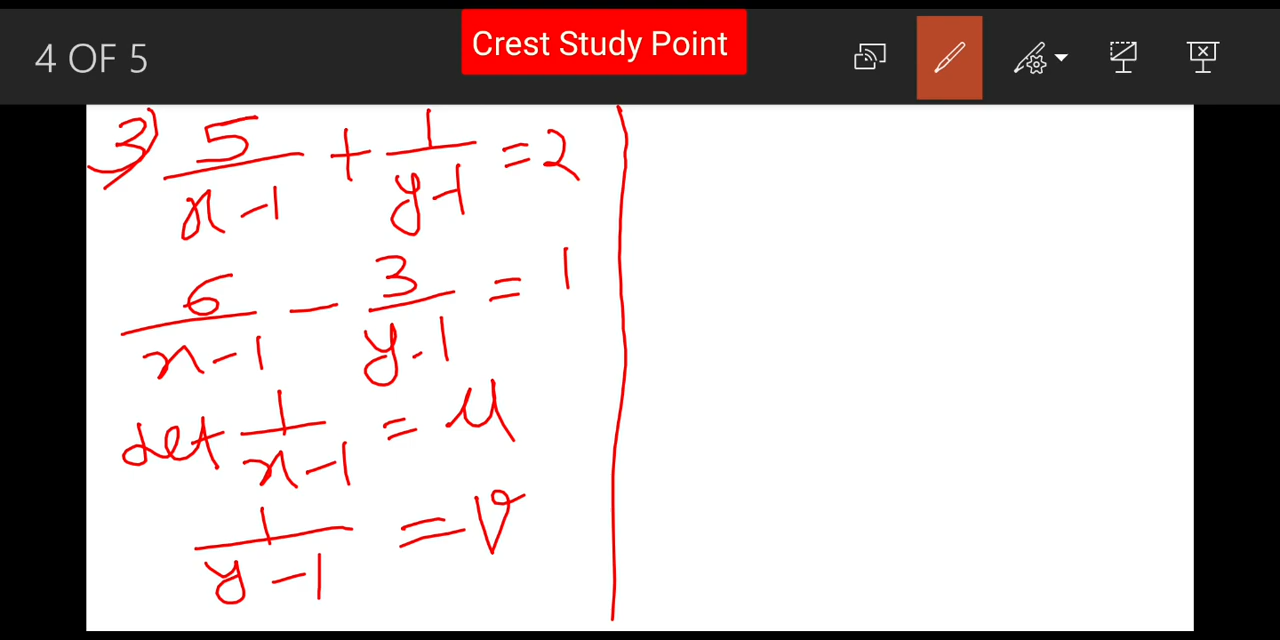 4 OF 5
Crest Study Point
3) 5/(x-1) + 1/(y-1) = 2
6/(x-1) - 3/(y-1) = 1
let 1/(x-1) = u
1/(y-1) = v